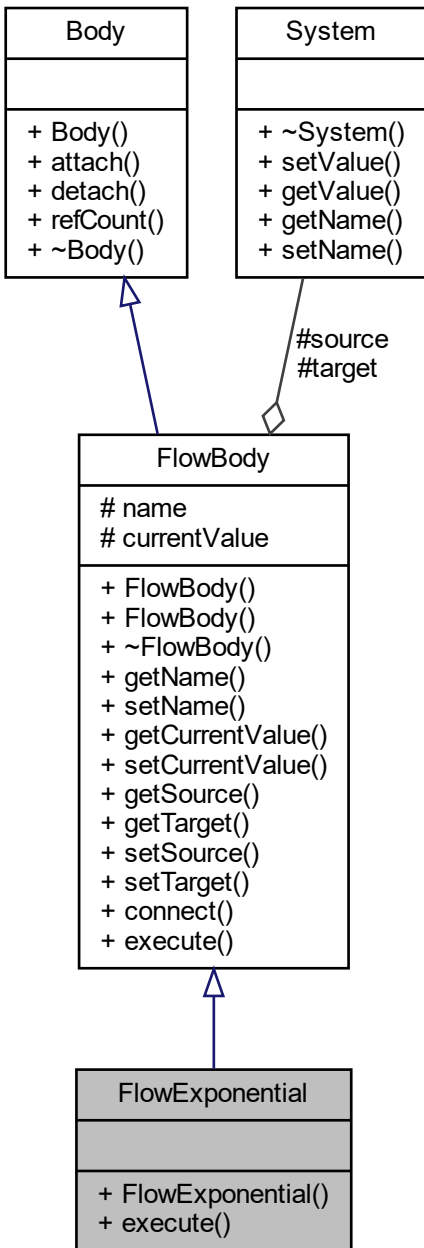 Body
+ Body()
+ attach()
+ detach()
+ refCount()
+ ~Body()
System
+ ~System()
+ setValue()
+ getValue()
+ getName()
+ setName()
#source
#target
FlowBody
# name
# currentValue
+ FlowBody()
+ FlowBody()
+ ~FlowBody()
+ getName()
+ setName()
+ getCurrentValue()
+ setCurrentValue()
+ getSource()
+ getTarget()
+ setSource()
+ setTarget()
+ connect()
+ execute()
FlowExponential
+ FlowExponential()
+ execute()